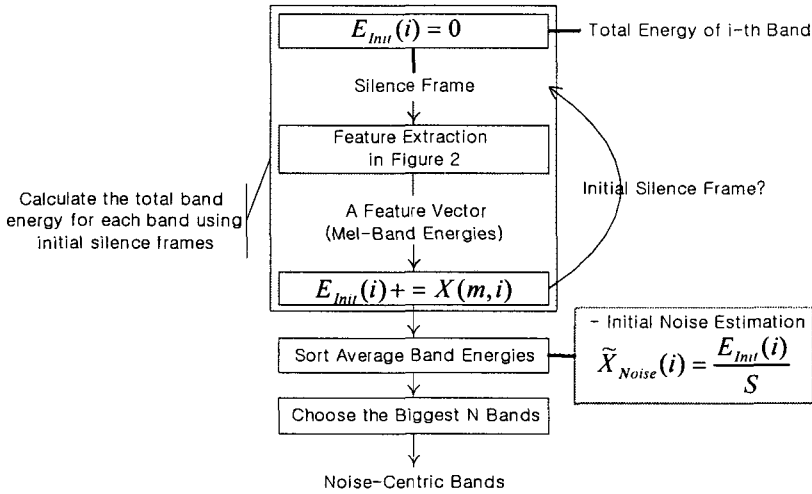 E_Init(i) = 0
Total Energy of i-th Band
Silence Frame
Feature Extraction
in Figure 2
Calculate the total band
energy for each band using
initial silence frames
Initial Silence Frame?
A Feature Vector
(Mel-Band Energies)
E_Init(i) + = X(m, i)
- Initial Noise Estimation
X̃_Noise(i) = E_Init(i) / S
Sort Average Band Energies
Choose the Biggest N Bands
Noise-Centric Bands